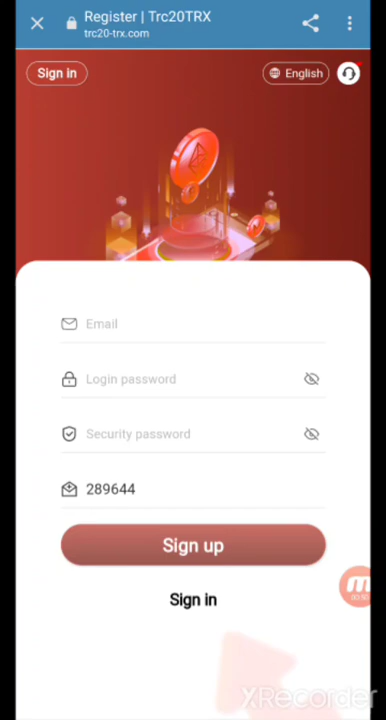 Register | Trc20TRX
trc20-trx.com
Sign in
English
Email
Login password
Security password
289644
Sign up
Sign in
XRecorder